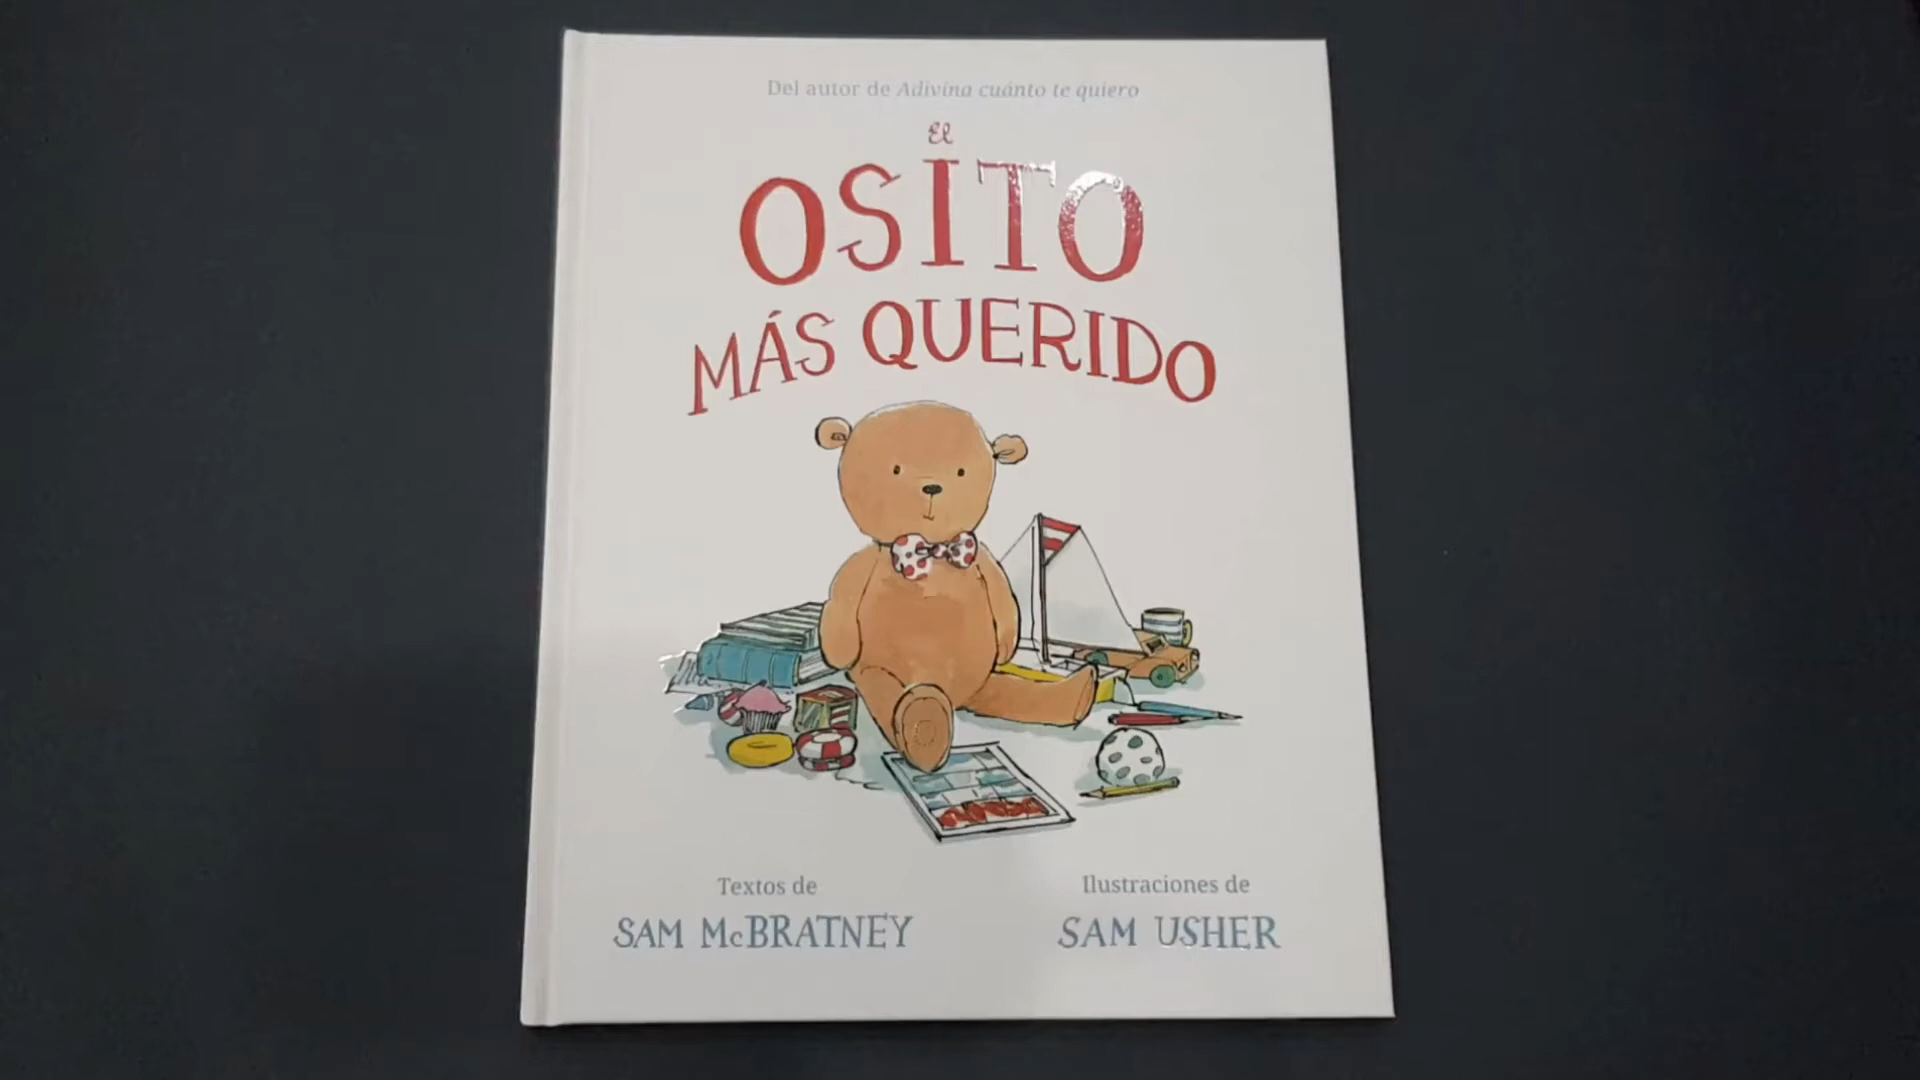 Del autor de Adivina cuánto te quiero
El
OSITO
MÁS QUERIDO
Textos de
SAM McBRATNEY
Ilustraciones de
SAM USHER